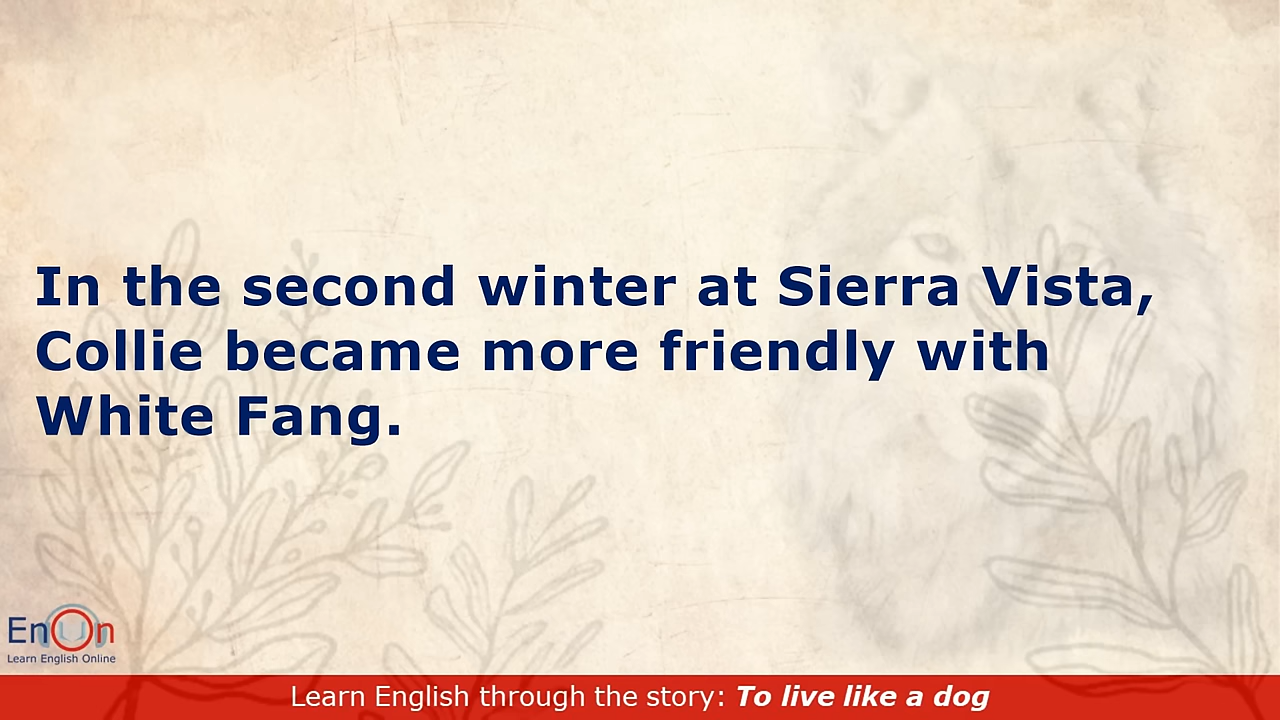 In the second winter at Sierra Vista,
Collie became more friendly with
White Fang.
EnOn
Learn English Online
Learn English through the story: To live like a dog